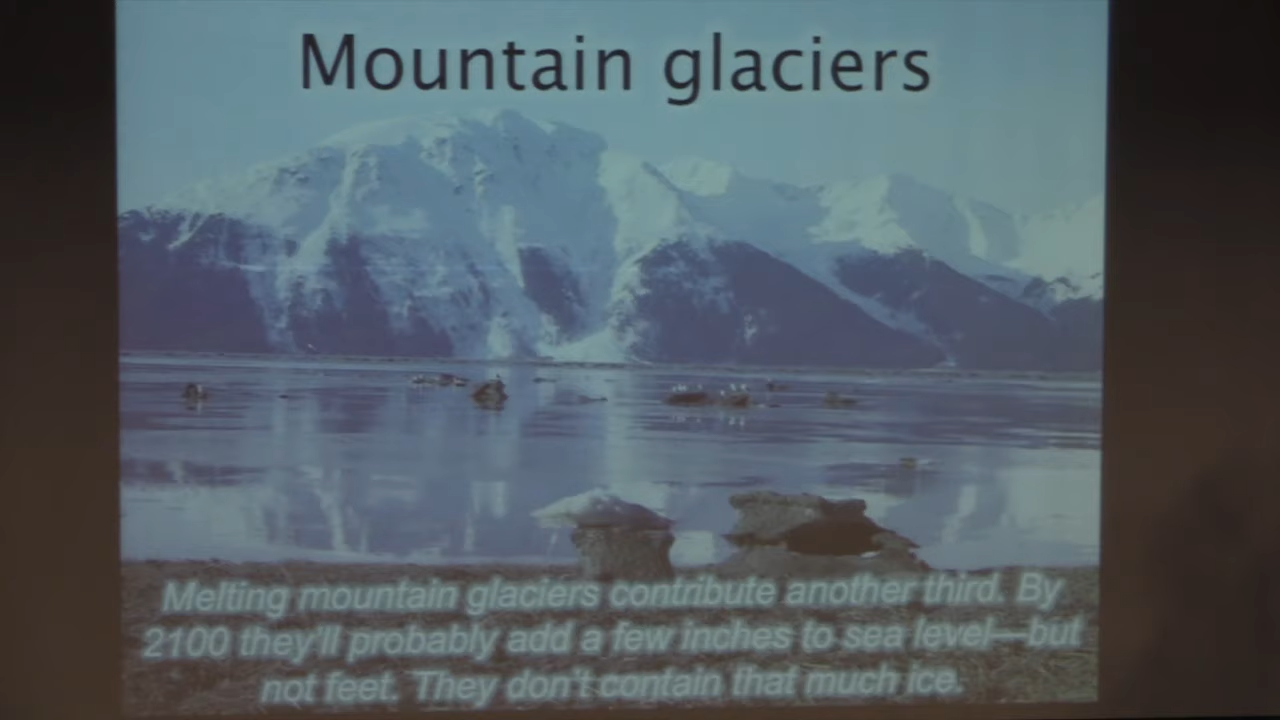 Mountain glaciers
Melting mountain glaciers contribute another third. By
2100 they'll probably add a few inches to sea level—but
not feet. They don't contain that much ice.